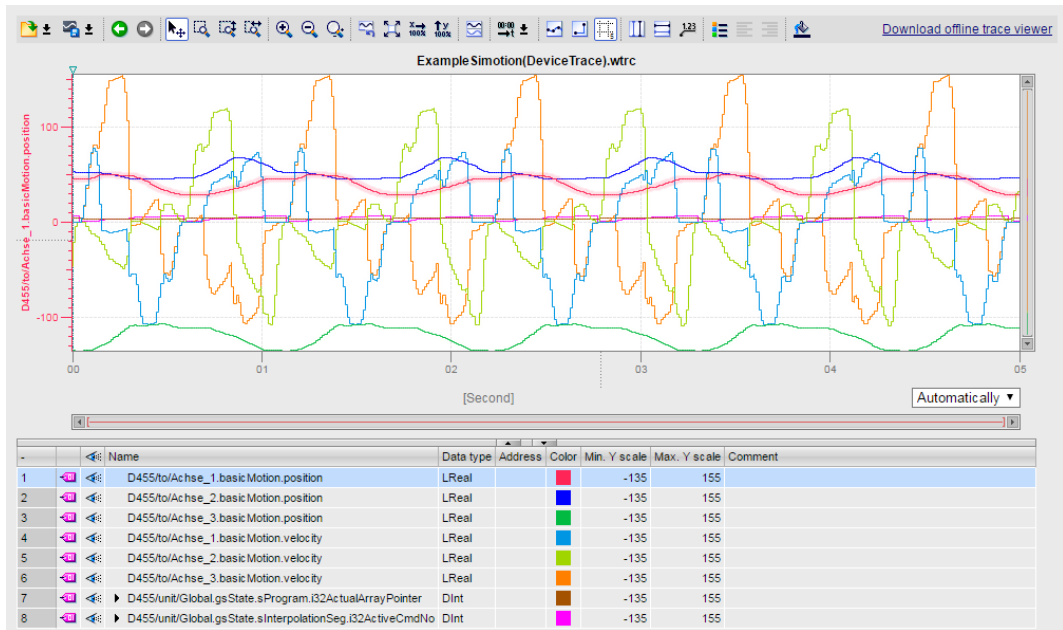 Download offline trace viewer
ExampleSimotion(DeviceTrace).wtrc
D455/to/Achse_1.basicMotion.position
100
0
-100
00 01 02 03 04 05
[Second]
Automatically
- Name Data type Address Color Min. Y scale Max. Y scale Comment
1 D455/to/Achse_1.basicMotion.position LReal -135 155
2 D455/to/Achse_2.basicMotion.position LReal -135 155
3 D455/to/Achse_3.basicMotion.position LReal -135 155
4 D455/to/Achse_1.basicMotion.velocity LReal -135 155
5 D455/to/Achse_2.basicMotion.velocity LReal -135 155
6 D455/to/Achse_3.basicMotion.velocity LReal -135 155
7 D455/unit/Global.gsState.sProgram.i32ActualArrayPointer DInt -135 155
8 D455/unit/Global.gsState.sInterpolationSeg.i32ActiveCmdNo DInt -135 155